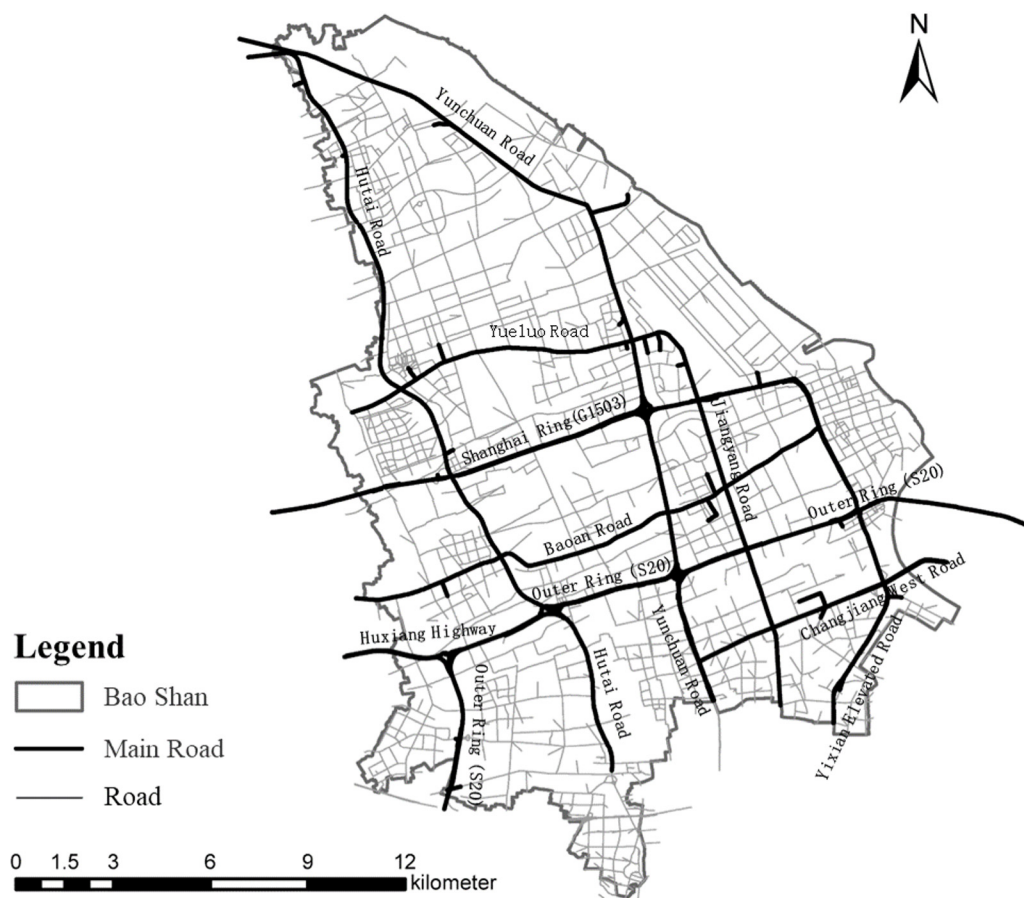 N
Yunchuan Road
Hutai Road
Yueluo Road
Shanghai Ring(G1503)
Jiangyang Road
Outer Ring (S20)
Baoan Road
Outer Ring (S20)
Changjiang West Road
Huxiang Highway
Yunchuan Road
Hutai Road
Outer Ring (S20)
Yixian Elevated Road
Legend
Bao Shan
Main Road
Road
0 1.5 3 6 9 12
kilometer